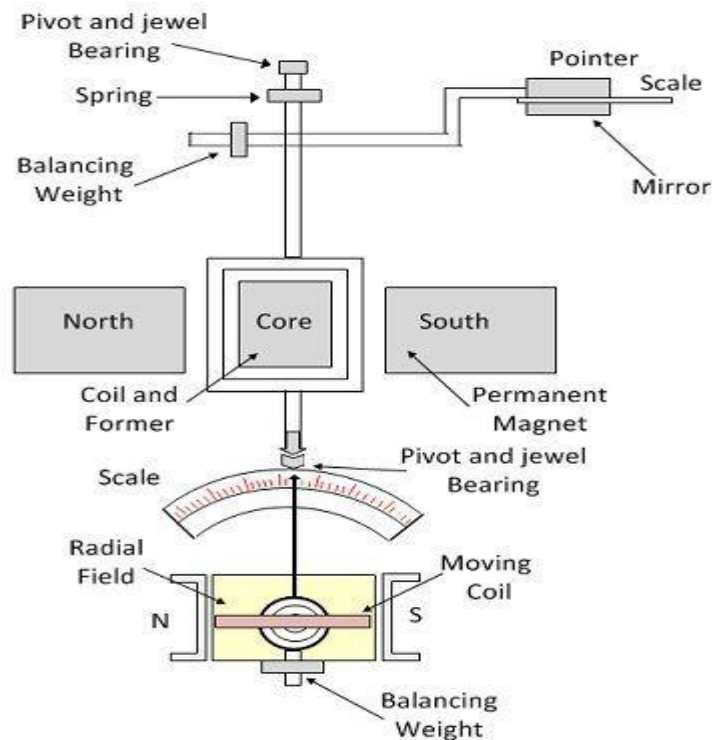 Pivot and jewel
Bearing
Pointer
Scale
Spring
Balancing
Weight
Mirror
North
Core
South
Coil and
Former
Permanent
Magnet
Pivot and jewel
Bearing
Scale
Radial
Field
Moving
Coil
N
S
Balancing
Weight